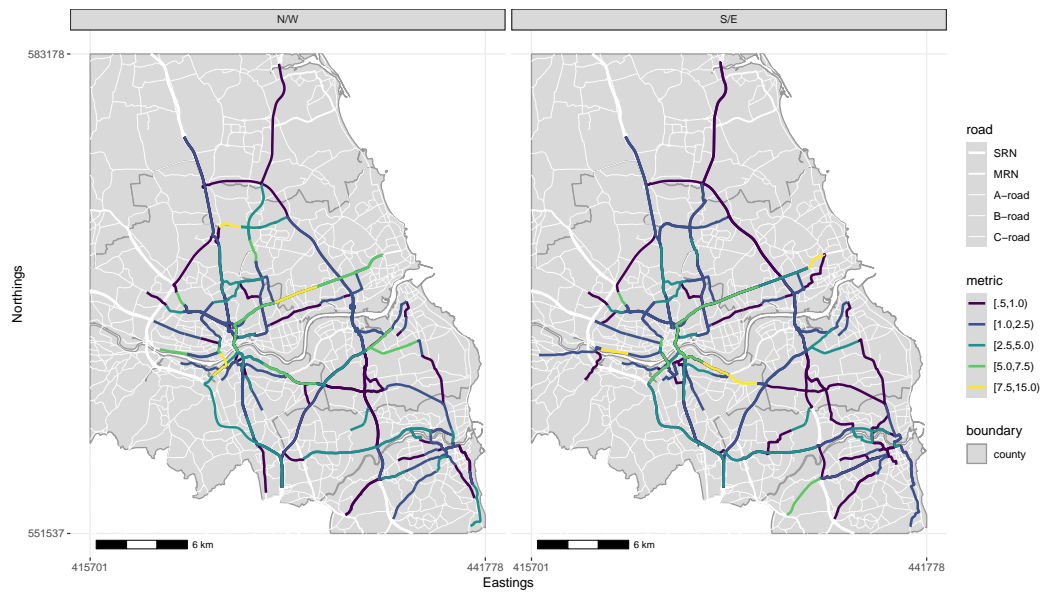 N/W
S/E
583178
551537
Northings
6 km
6 km
415701
441778
415701
441778
Eastings
road
SRN
MRN
A−road
B−road
C−road
metric
[.5,1.0)
[1.0,2.5)
[2.5,5.0)
[5.0,7.5)
[7.5,15.0)
boundary
county